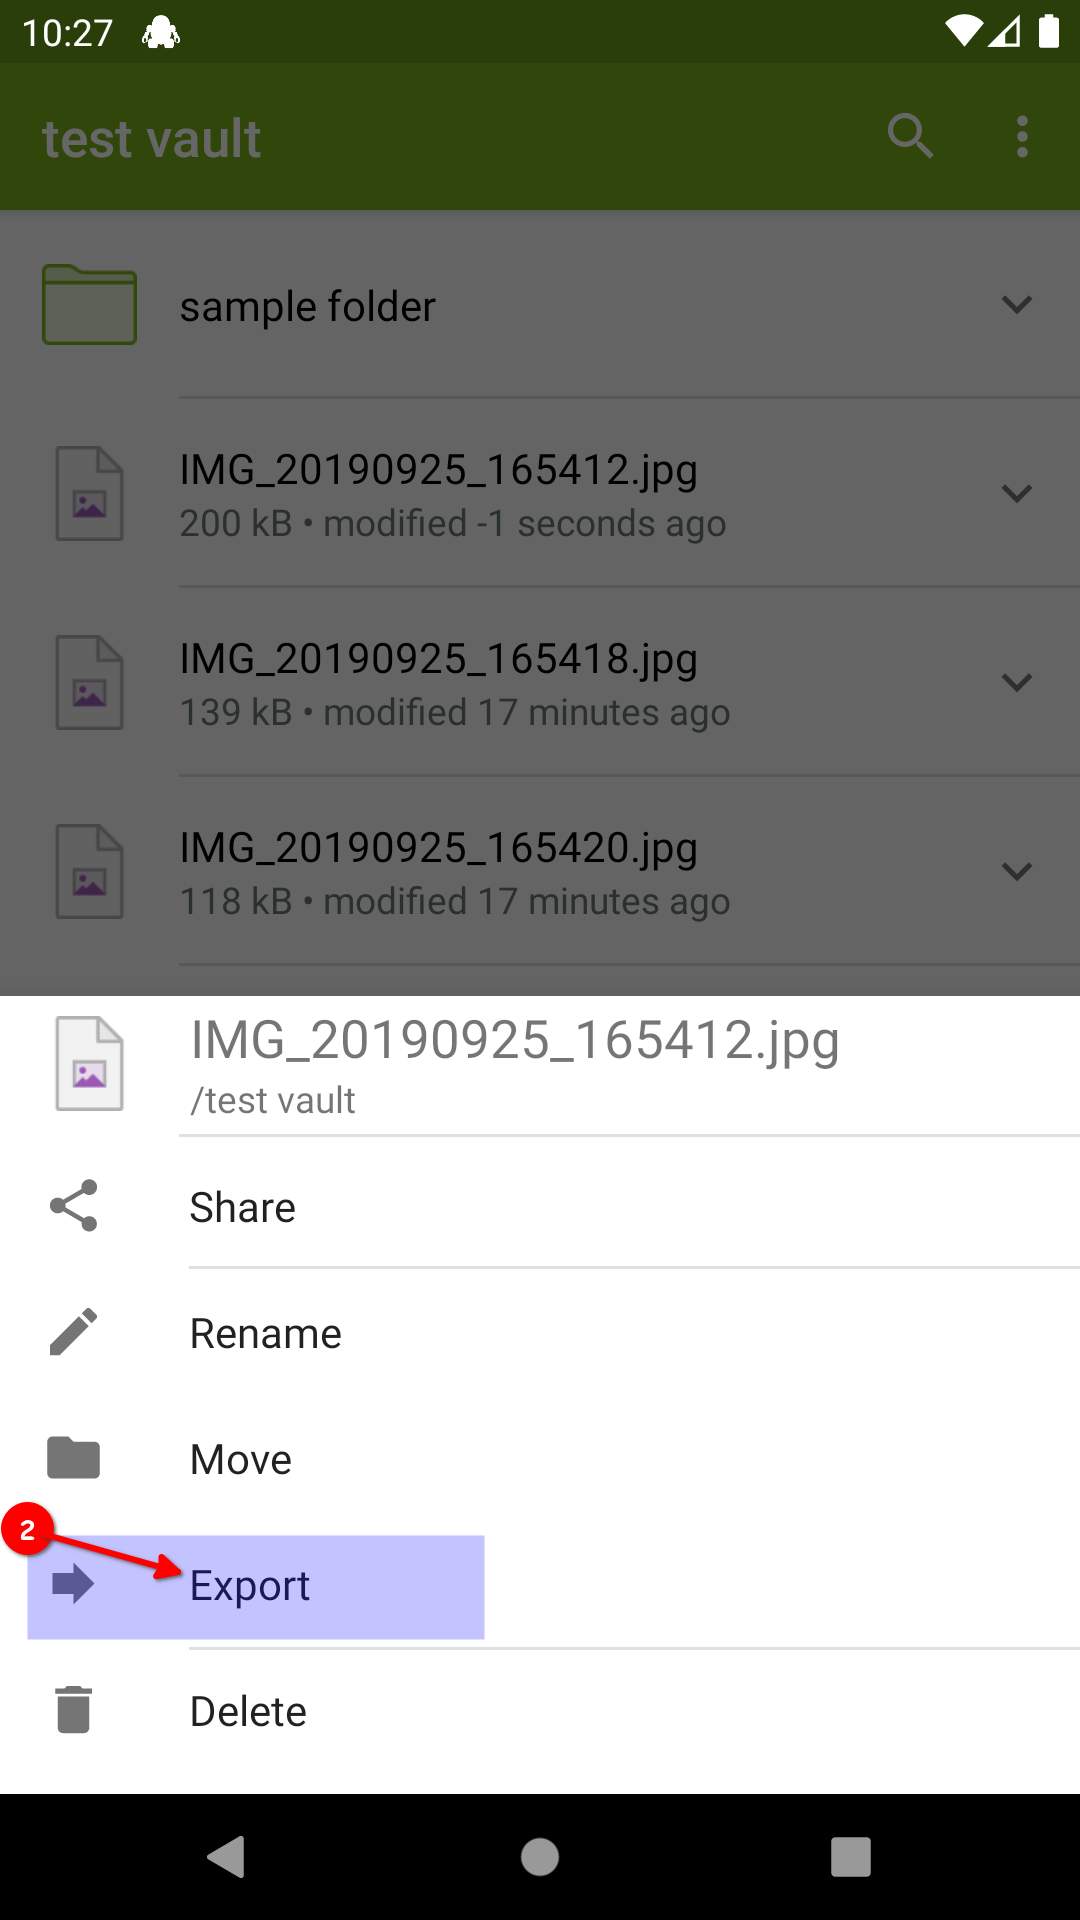 10:27
test vault
sample folder
IMG_20190925_165412.jpg
200 kB • modified -1 seconds ago
IMG_20190925_165418.jpg
139 kB • modified 17 minutes ago
IMG_20190925_165420.jpg
118 kB • modified 17 minutes ago
IMG_20190925_165412.jpg
/test vault
Share
Rename
Move
2
Export
Delete